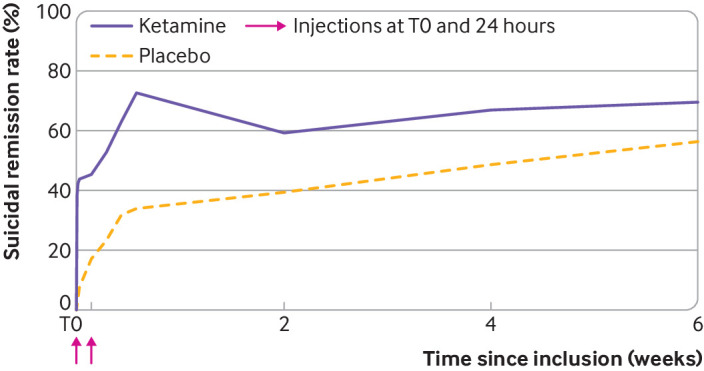 Suicidal remission rate (%)
100
80
60
40
20
0
Ketamine
Injections at T0 and 24 hours
Placebo
T0
2
4
6
Time since inclusion (weeks)